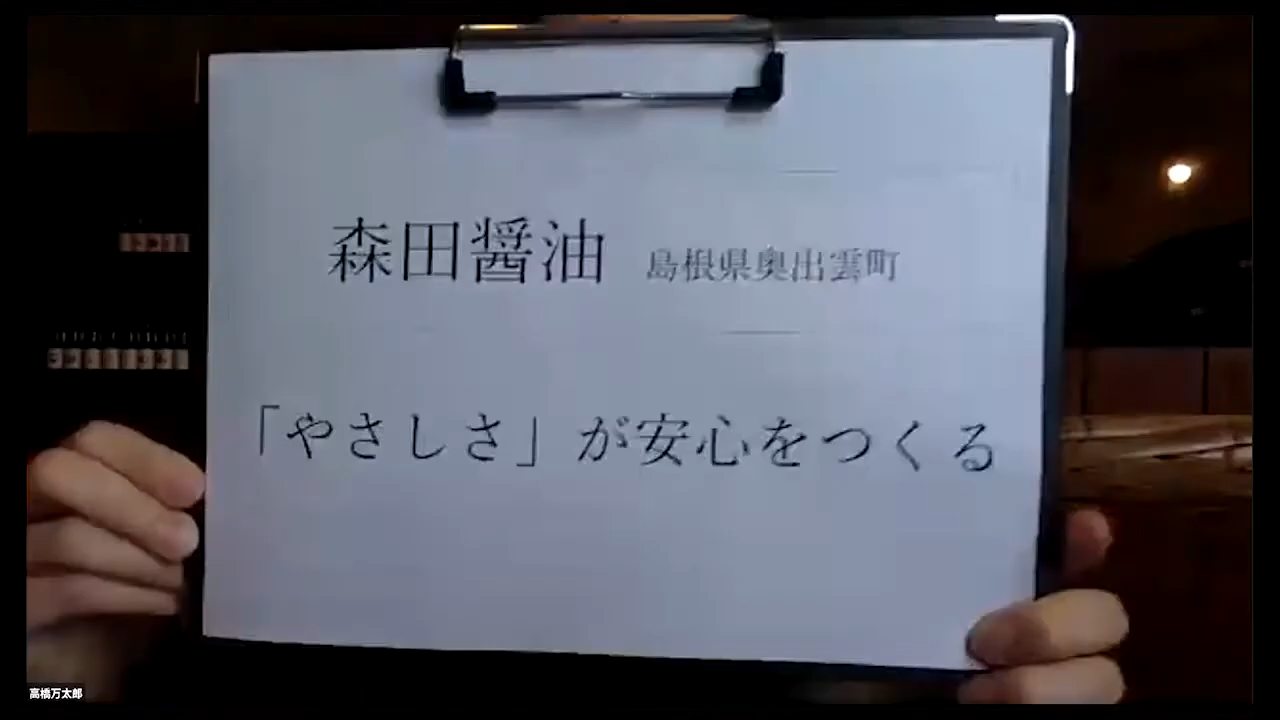 森田醤油 島根県奥出雲町
「やさしさ」が安心をつくる
高橋万太郎